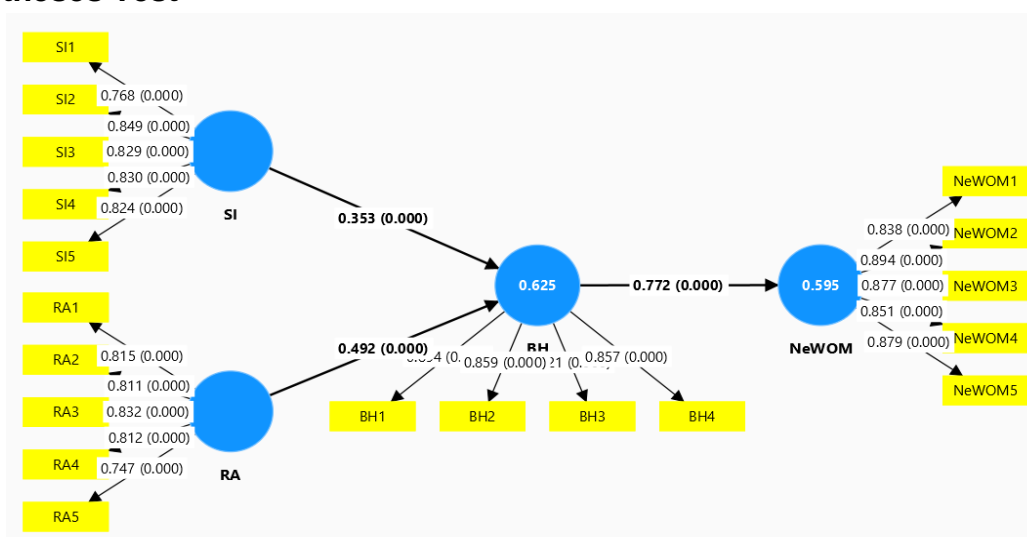 SI1
SI2
SI3
SI4
SI5
0.768 (0.000)
0.849 (0.000)
0.829 (0.000)
0.830 (0.000)
0.824 (0.000)
SI
0.353 (0.000)
RA1
RA2
RA3
RA4
RA5
0.815 (0.000)
0.811 (0.000)
0.832 (0.000)
0.812 (0.000)
0.747 (0.000)
RA
0.492 (0.000)
0.625
BH
0.859 (0.000)
0.857 (0.000)
BH1
BH2
BH3
BH4
0.772 (0.000)
0.595
NeWOM
0.838 (0.000)
0.894 (0.000)
0.877 (0.000)
0.851 (0.000)
0.879 (0.000)
NeWOM1
NeWOM2
NeWOM3
NeWOM4
NeWOM5